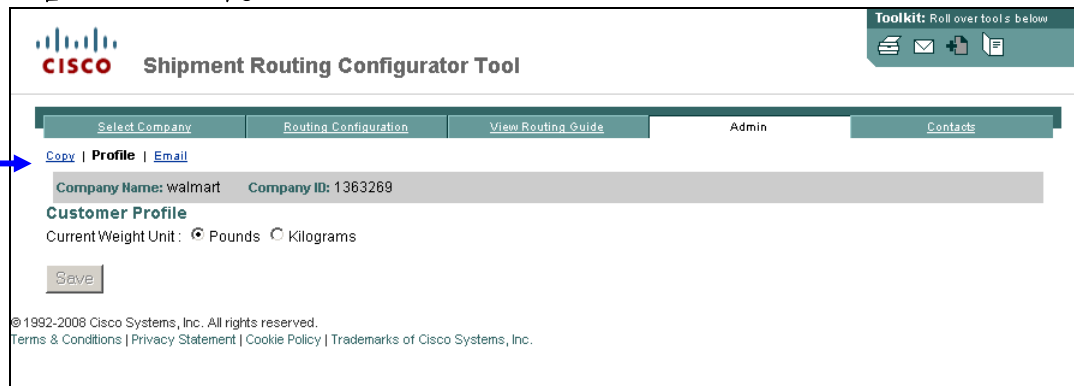 Toolkit: Roll over tools below
CISCO
Shipment Routing Configurator Tool
Select Company Routing Configuration View Routing Guide Admin Contacts
Copy | Profile | Email
Company Name: walmart Company ID: 1363269
Customer Profile
Current Weight Unit : Pounds Kilograms
Save
© 1992-2008 Cisco Systems, Inc. All rights reserved.
Terms & Conditions | Privacy Statement | Cookie Policy | Trademarks of Cisco Systems, Inc.